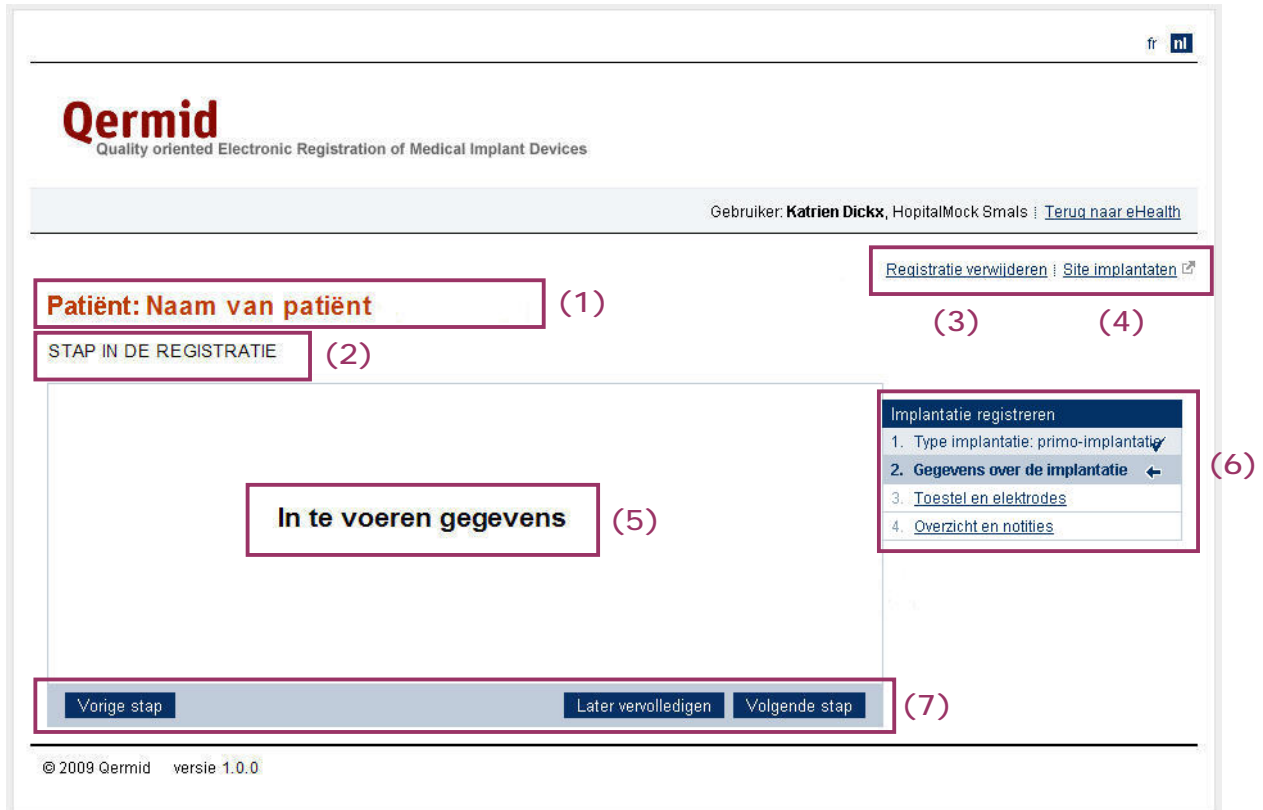 fr nl
Qermid
Quality oriented Electronic Registration of Medical Implant Devices
Gebruiker: Katrien Dickx, HopitalMock Smals Terug naar eHealth
Registratie verwijderen Site implantaten
Patiënt: Naam van patiënt (1)
(3) (4)
STAP IN DE REGISTRATIE (2)
Implantatie registreren
1. Type implantatie: primo-implantatie
2. Gegevens over de implantatie
3. Toestel en elektrodes
4. Overzicht en notities
(6)
In te voeren gegevens (5)
Vorige stap Later vervolledigen Volgende stap (7)
© 2009 Qermid versie 1.0.0